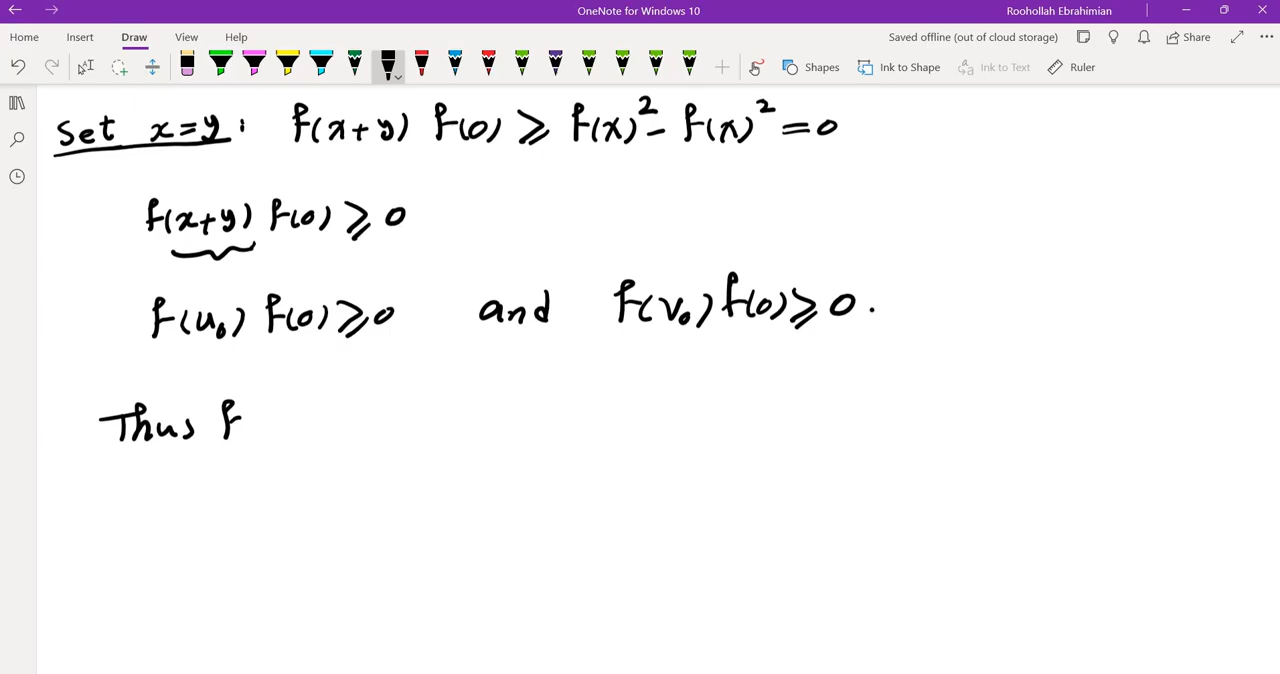 OneNote for Windows 10
Roohollah Ebrahimian
Home Insert Draw View Help
Saved offline (out of cloud storage)
Share
Shapes Ink to Shape Ink to Text Ruler
Set x=y: f(x+y) f(0) ⩾ f(x)² - f(x)² = 0
f(x+y) f(0) ⩾ 0
f(u₀) f(0) ⩾ 0 and f(v₀) f(0) ⩾ 0.
Thus f